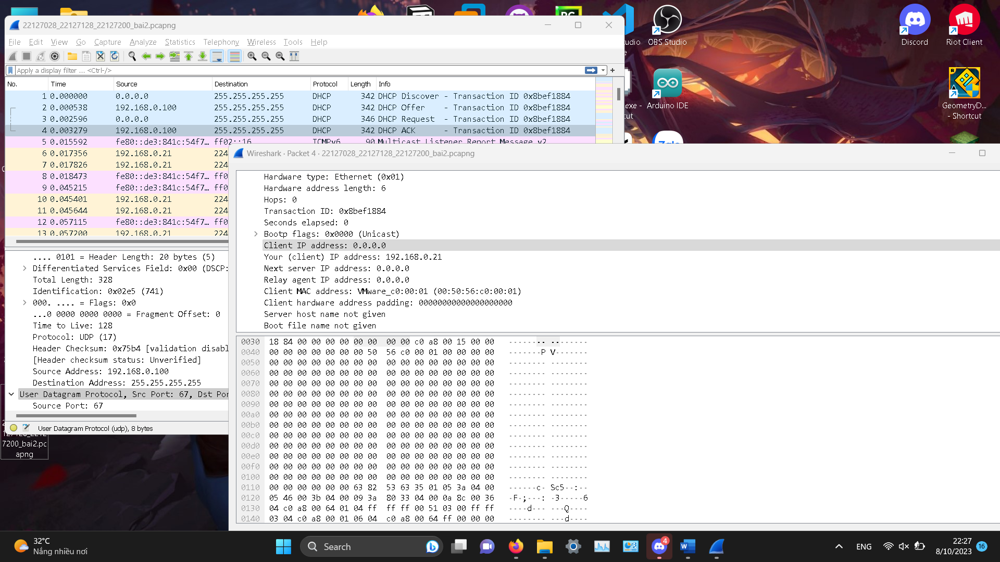 22127028_22127128_22127200_bai2.pcapng
File Edit View Go Capture Analyze Statistics Telephony Wireless Tools Help
Apply a display filter ... <Ctrl-/>
No. Time Source Destination Protocol Length Info
1 0.000000 0.0.0.0 255.255.255.255 DHCP 342 DHCP Discover - Transaction ID 0x8bef1884
2 0.000538 192.168.0.100 255.255.255.255 DHCP 342 DHCP Offer - Transaction ID 0x8bef1884
3 0.002596 0.0.0.0 255.255.255.255 DHCP 346 DHCP Request - Transaction ID 0x8bef1884
4 0.003279 192.168.0.100 255.255.255.255 DHCP 342 DHCP ACK - Transaction ID 0x8bef1884
5 0.015592 fe80::de3:841c:54f7… ff02::16 ICMPv6 90 Multicast Listener Report Message v2
6 0.017356 192.168.0.21 224
7 0.017826 192.168.0.21 224
8 0.018473 fe80::de3:841c:54f7… ff0
9 0.045215 fe80::de3:841c:54f7… ff0
10 0.045401 192.168.0.21 224
11 0.045644 192.168.0.21 224
12 0.057115 fe80::de3:841c:54f7… ff0
13 0.057200 192.168.0.21 224
.... 0101 = Header Length: 20 bytes (5)
Differentiated Services Field: 0x00 (DSCP:
Total Length: 328
Identification: 0x02e5 (741)
000. .... = Flags: 0x0
...0 0000 0000 0000 = Fragment Offset: 0
Time to Live: 128
Protocol: UDP (17)
Header Checksum: 0x75b4 [validation disabl
[Header checksum status: Unverified]
Source Address: 192.168.0.100
Destination Address: 255.255.255.255
User Datagram Protocol, Src Port: 67, Dst Por
Source Port: 67
User Datagram Protocol (udp), 8 bytes
Wireshark · Packet 4 · 22127028_22127128_22127200_bai2.pcapng
Hardware type: Ethernet (0x01)
Hardware address length: 6
Hops: 0
Transaction ID: 0x8bef1884
Seconds elapsed: 0
Bootp flags: 0x0000 (Unicast)
Client IP address: 0.0.0.0
Your (client) IP address: 192.168.0.21
Next server IP address: 0.0.0.0
Relay agent IP address: 0.0.0.0
Client MAC address: VMware_c0:00:01 (00:50:56:c0:00:01)
Client hardware address padding: 00000000000000000000
Server host name not given
Boot file name not given
0030 18 84 00 00 00 00 00 00 00 00 c0 a8 00 15 00 00 ·······​· ········
0040 00 00 00 00 00 00 00 50 56 c0 00 01 00 00 00 00 ·······P V·······
0050 00 00 00 00 00 00 00 00 00 00 00 00 00 00 00 00 ········ ········
0060 00 00 00 00 00 00 00 00 00 00 00 00 00 00 00 00 ········ ········
0070 00 00 00 00 00 00 00 00 00 00 00 00 00 00 00 00 ········ ········
0080 00 00 00 00 00 00 00 00 00 00 00 00 00 00 00 00 ········ ········
0090 00 00 00 00 00 00 00 00 00 00 00 00 00 00 00 00 ········ ········
00a0 00 00 00 00 00 00 00 00 00 00 00 00 00 00 00 00 ········ ········
00b0 00 00 00 00 00 00 00 00 00 00 00 00 00 00 00 00 ········ ········
00c0 00 00 00 00 00 00 00 00 00 00 00 00 00 00 00 00 ········ ········
00d0 00 00 00 00 00 00 00 00 00 00 00 00 00 00 00 00 ········ ········
00e0 00 00 00 00 00 00 00 00 00 00 00 00 00 00 00 00 ········ ········
00f0 00 00 00 00 00 00 00 00 00 00 00 00 00 00 00 00 ········ ········
0100 00 00 00 00 00 00 00 00 00 00 00 00 00 00 00 00 ········ ········
0110 00 00 00 00 00 00 63 82 53 63 35 01 05 3a 04 00 ······c· Sc5··:··
0120 05 46 00 3b 04 00 09 3a 80 33 04 00 0a 8c 00 36 ·F·;···: ·3·····6
0130 04 c0 a8 00 64 01 04 ff ff ff 00 51 03 00 ff ff ····d··· ···Q····
0140 03 04 c0 a8 00 01 06 04 c0 a8 00 64 ff 00 00 00 ········ ···d····
OBS Studio
Discord
Riot Client
Arduino IDE
GeometryD...
- Shortcut
Zalo
7200_bai2.pc
apng
32°C
Nắng nhiều nơi
Search
4
ENG
22:27
8/10/2023
16